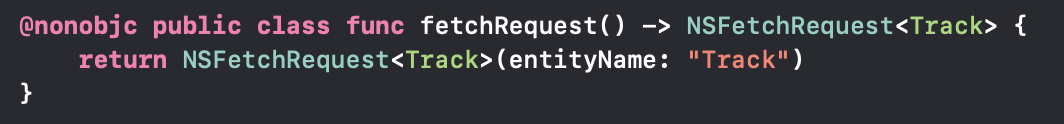 @nonobjc public class func fetchRequest() -> NSFetchRequest<Track> {
    return NSFetchRequest<Track>(entityName: "Track")
}